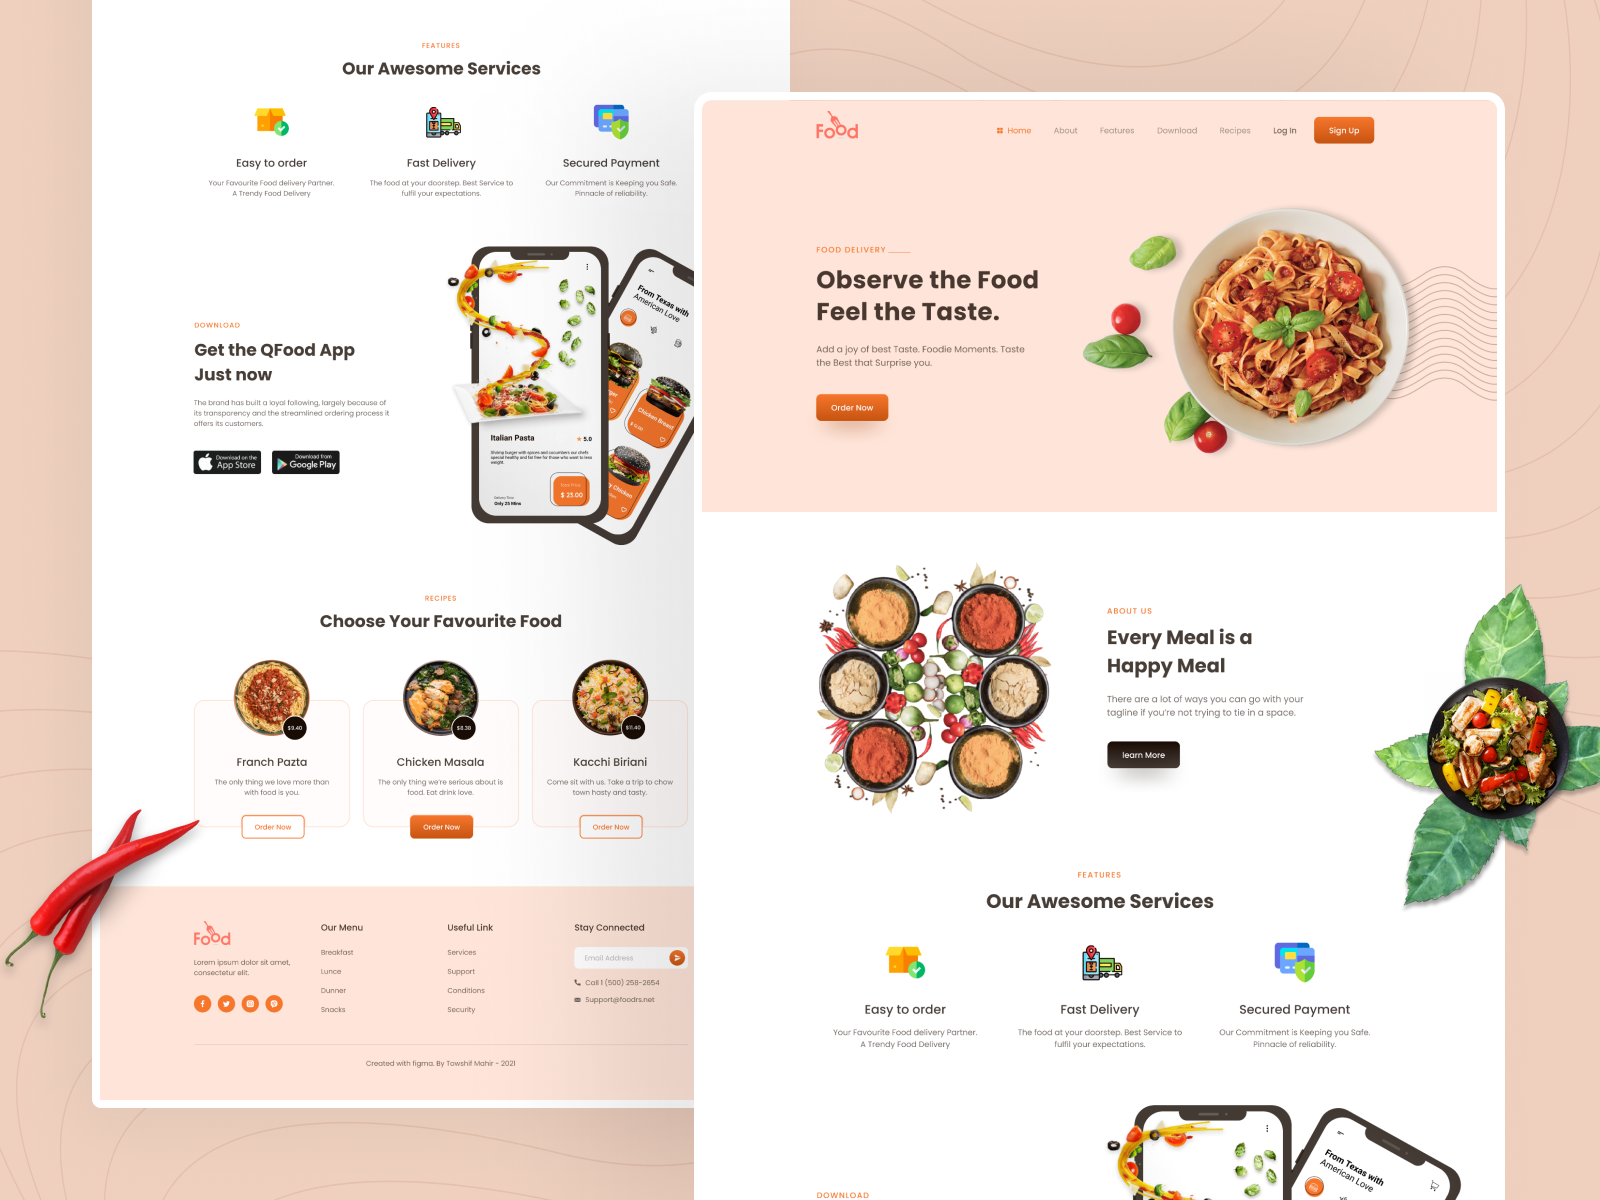 FEATURES
Our Awesome Services
Easy to order
Your Favourite Food delivery Partner.
A Trendy Food Delivery
Fast Delivery
The food at your doorstep. Best Service to
fulfil your expectations.
Secured Payment
Our Commitment is Keeping you Safe.
Pinnacle of reliability.
DOWNLOAD
Get the QFood App
Just now
The brand has built a loyal following, largely because of
its transporency and the streamlined ordering process it
offers its customers.
Download on the
App Store
Download from
Google Play
Italian Pasta
5.0
Only 25 Mins
$ 23.00
From Texas with
American Love
Chicken Breast
RECIPES
Choose Your Favourite Food
$9.40
Franch Pazta
The only thing we love more than
with food is you.
Order Now
$8.36
Chicken Masala
The only thing we're serious about is
food. Eat drink love.
Order Now
$11.40
Kacchi Biriani
Come sit with us. Take a trip to chow
town hasty and tasty.
Order Now
Food
Lorem ipsum dolor sit amet,
consectetur elit.
Our Menu
Breakfast
Lunce
Dunner
Snacks
Useful Link
Services
Support
Conditions
Security
Stay Connected
Email Address
Call 1 (500) 258-2654
Support@foodrs.net
Created with figma. By Towshif Mahir - 2021
Food
Home
About
Features
Download
Recipes
Log In
Sign Up
FOOD DELIVERY
Observe the Food
Feel the Taste.
Add a joy of best Taste. Foodie Moments. Taste
the Best that Surprise you.
Order Now
ABOUT US
Every Meal is a
Happy Meal
There are a lot of ways you can go with your
tagline if you're not trying to tie in a space.
learn More
FEATURES
Our Awesome Services
Easy to order
Your Favourite Food delivery Partner.
A Trendy Food Delivery
Fast Delivery
The food at your doorstep. Best Service to
fulfil your expectations.
Secured Payment
Our Commitment is Keeping you Safe.
Pinnacle of reliability.
DOWNLOAD
From Texas with
American Love